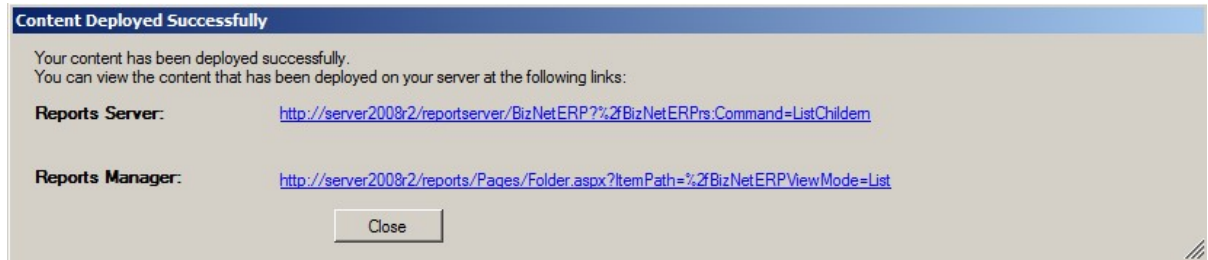 Content Deployed Successfully
Your content has been deployed successfully.
You can view the content that has been deployed on your server at the following links:
Reports Server: http://server2008r2/reportserver/BizNetERP?%2fBizNetERPrs:Command=ListChildern
Reports Manager: http://server2008r2/reports/Pages/Folder.aspx?ItemPath=%2fBizNetERPViewMode=List
Close